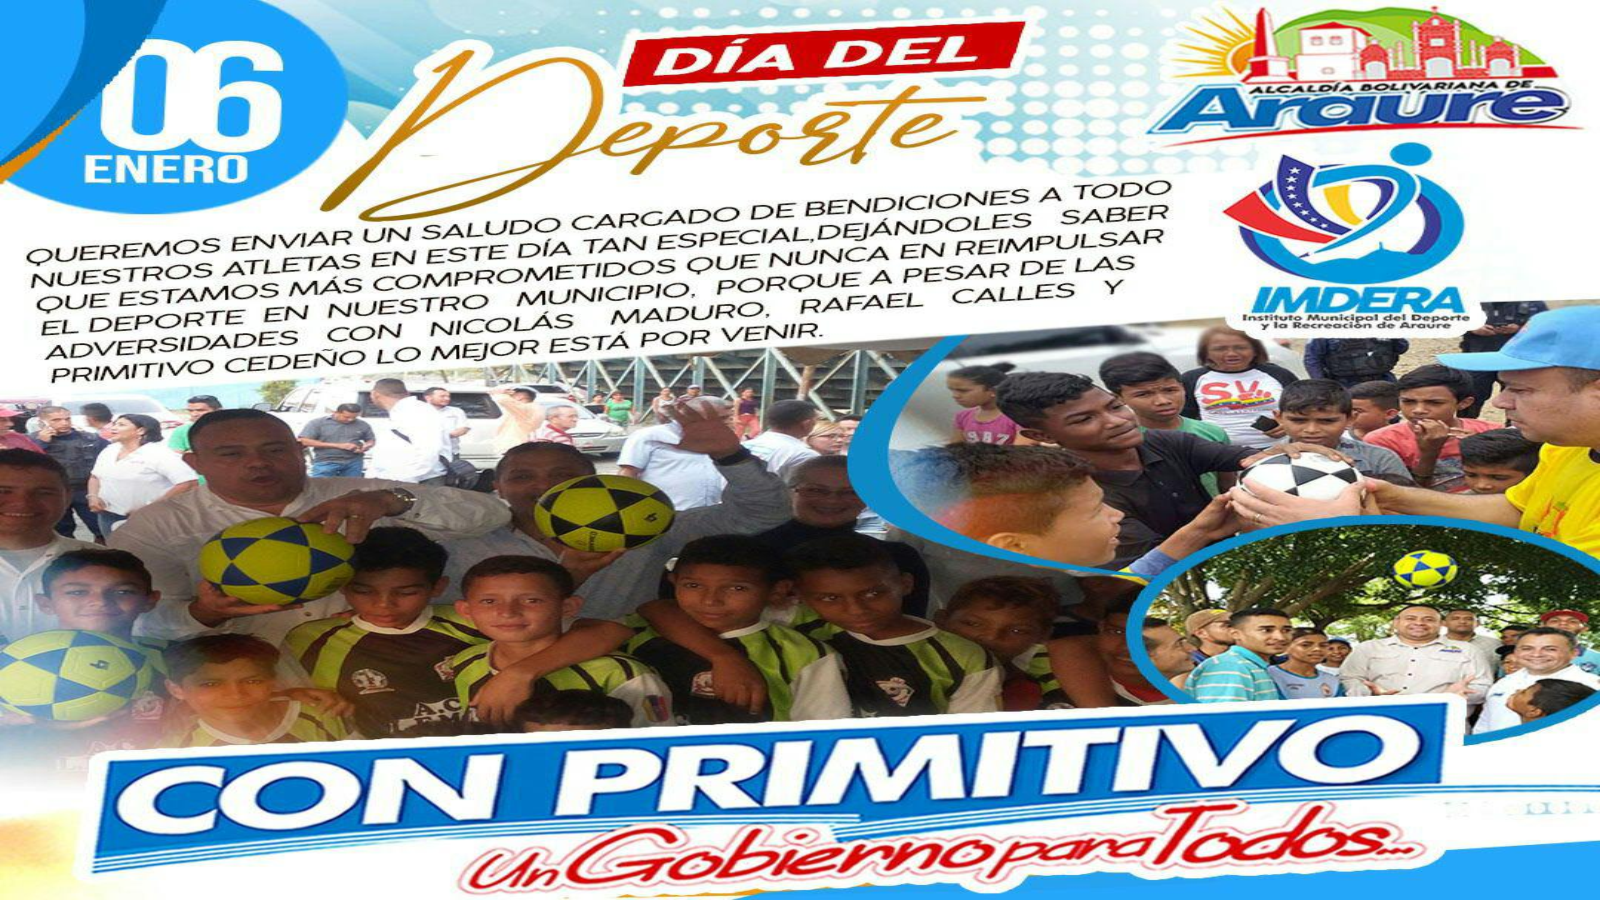 06
ENERO
DÍA DEL
Deporte
ALCALDÍA BOLIVARIANA DE
Araure
IMDERA
Instituto Municipal del Deporte
y la Recreación de Araure
QUEREMOS ENVIAR UN SALUDO CARGADO DE BENDICIONES A TODO
NUESTROS ATLETAS EN ESTE DÍA TAN ESPECIAL,DEJÁNDOLES SABER
QUE ESTAMOS MÁS COMPROMETIDOS QUE NUNCA EN REIMPULSAR
EL DEPORTE EN NUESTRO MUNICIPIO, PORQUE A PESAR DE LAS
ADVERSIDADES CON NICOLÁS MADURO, RAFAEL CALLES Y
PRIMITIVO CEDEÑO LO MEJOR ESTÁ POR VENIR.
1987
A.C
CON PRIMITIVO
Un Gobierno para Todos...